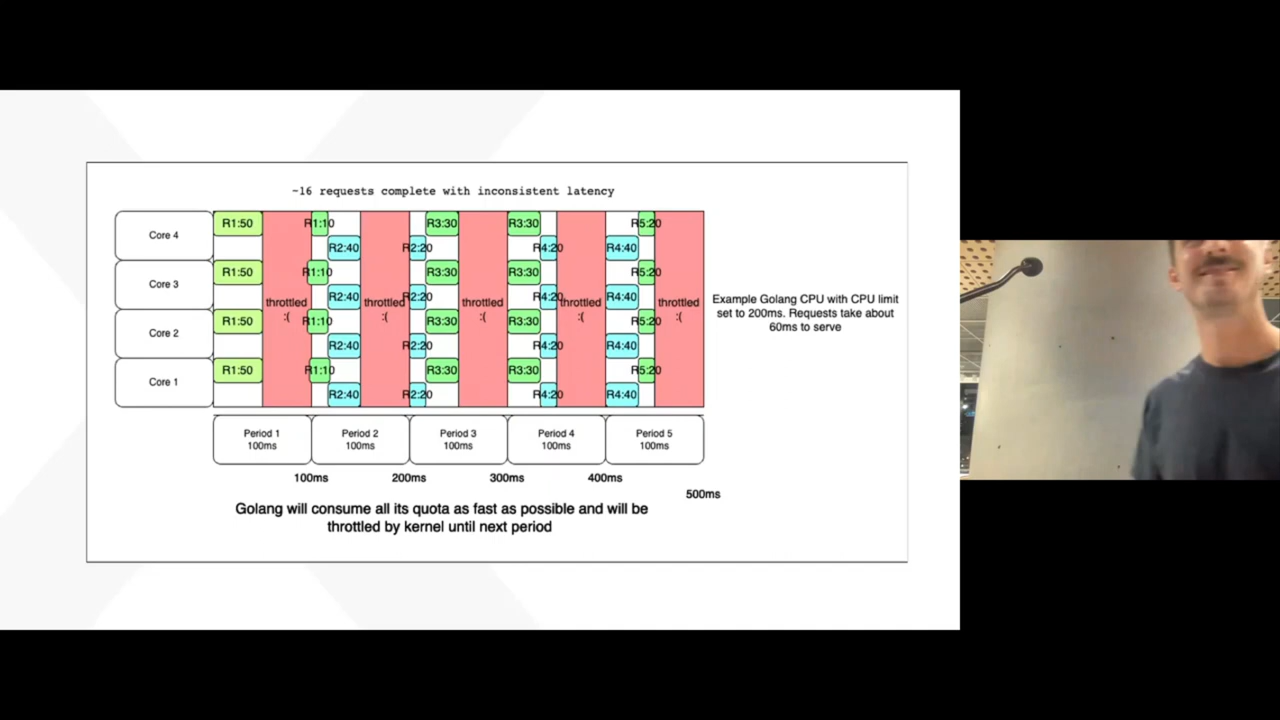 ~16 requests complete with inconsistent latency
Core 4
R1:50
R1:10
R3:30
R3:30
R5:20
R2:40
R2:20
R4:20
R4:40
Core 3
R1:50
R1:10
R3:30
R3:30
R5:20
R2:40
R2:20
R4:20
R4:40
throttled :(
throttled :(
throttled :(
throttled :(
throttled :(
Core 2
R1:50
R1:10
R3:30
R3:30
R5:20
R2:40
R2:20
R4:20
R4:40
Core 1
R1:50
R1:10
R3:30
R3:30
R5:20
R2:40
R2:20
R4:20
R4:40
Example Golang CPU with CPU limit
set to 200ms. Requests take about
60ms to serve
Period 1
100ms
Period 2
100ms
Period 3
100ms
Period 4
100ms
Period 5
100ms
100ms
200ms
300ms
400ms
500ms
Golang will consume all its quota as fast as possible and will be
throttled by kernel until next period